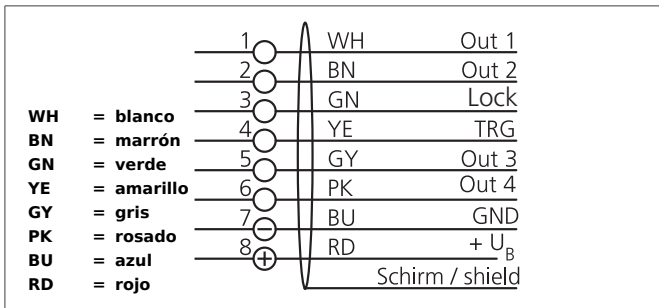 1 WH Out 1
2 BN Out 2
3 GN Lock
4 YE TRG
5 GY Out 3
6 PK Out 4
7 BU GND
8 RD + UB
Schirm / shield
WH = blanco
BN = marrón
GN = verde
YE = amarillo
GY = gris
PK = rosado
BU = azul
RD = rojo